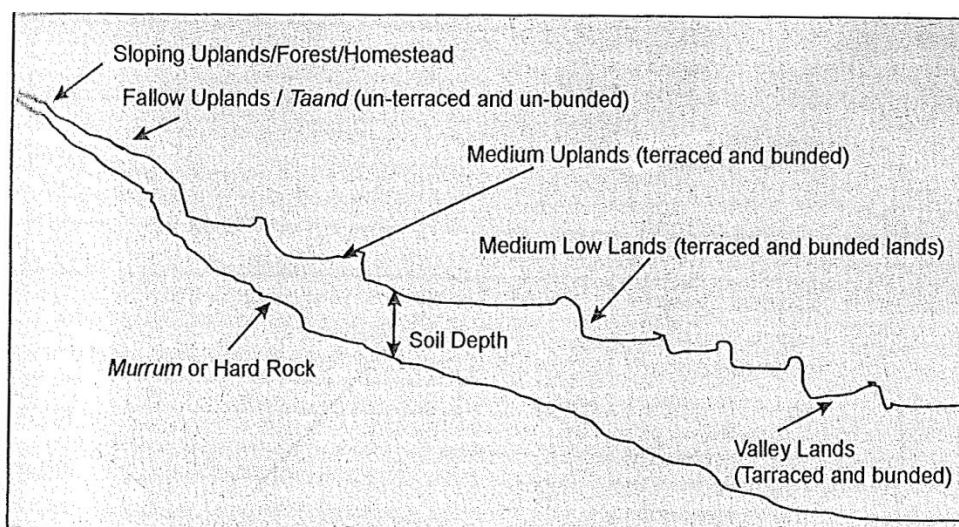 Sloping Uplands/Forest/Homestead
Fallow Uplands / Taand (un-terraced and un-bunded)
Medium Uplands (terraced and bunded)
Medium Low Lands (terraced and bunded lands)
Soil Depth
Murrum or Hard Rock
Valley Lands
(Tarraced and bunded)